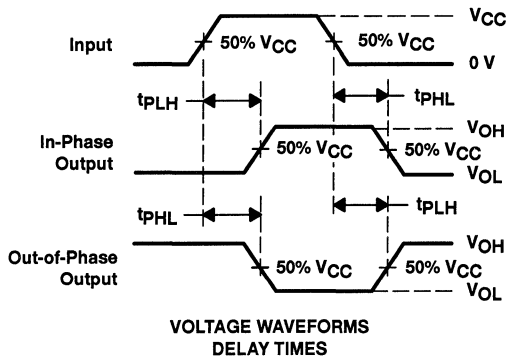 VCC
Input
50% VCC
50% VCC
0 V
tPLH
tPHL
VOH
In-Phase
Output
50% VCC
50% VCC
VOL
tPHL
tPLH
VOH
Out-of-Phase
Output
50% VCC
50% VCC
VOL
VOLTAGE WAVEFORMS
DELAY TIMES